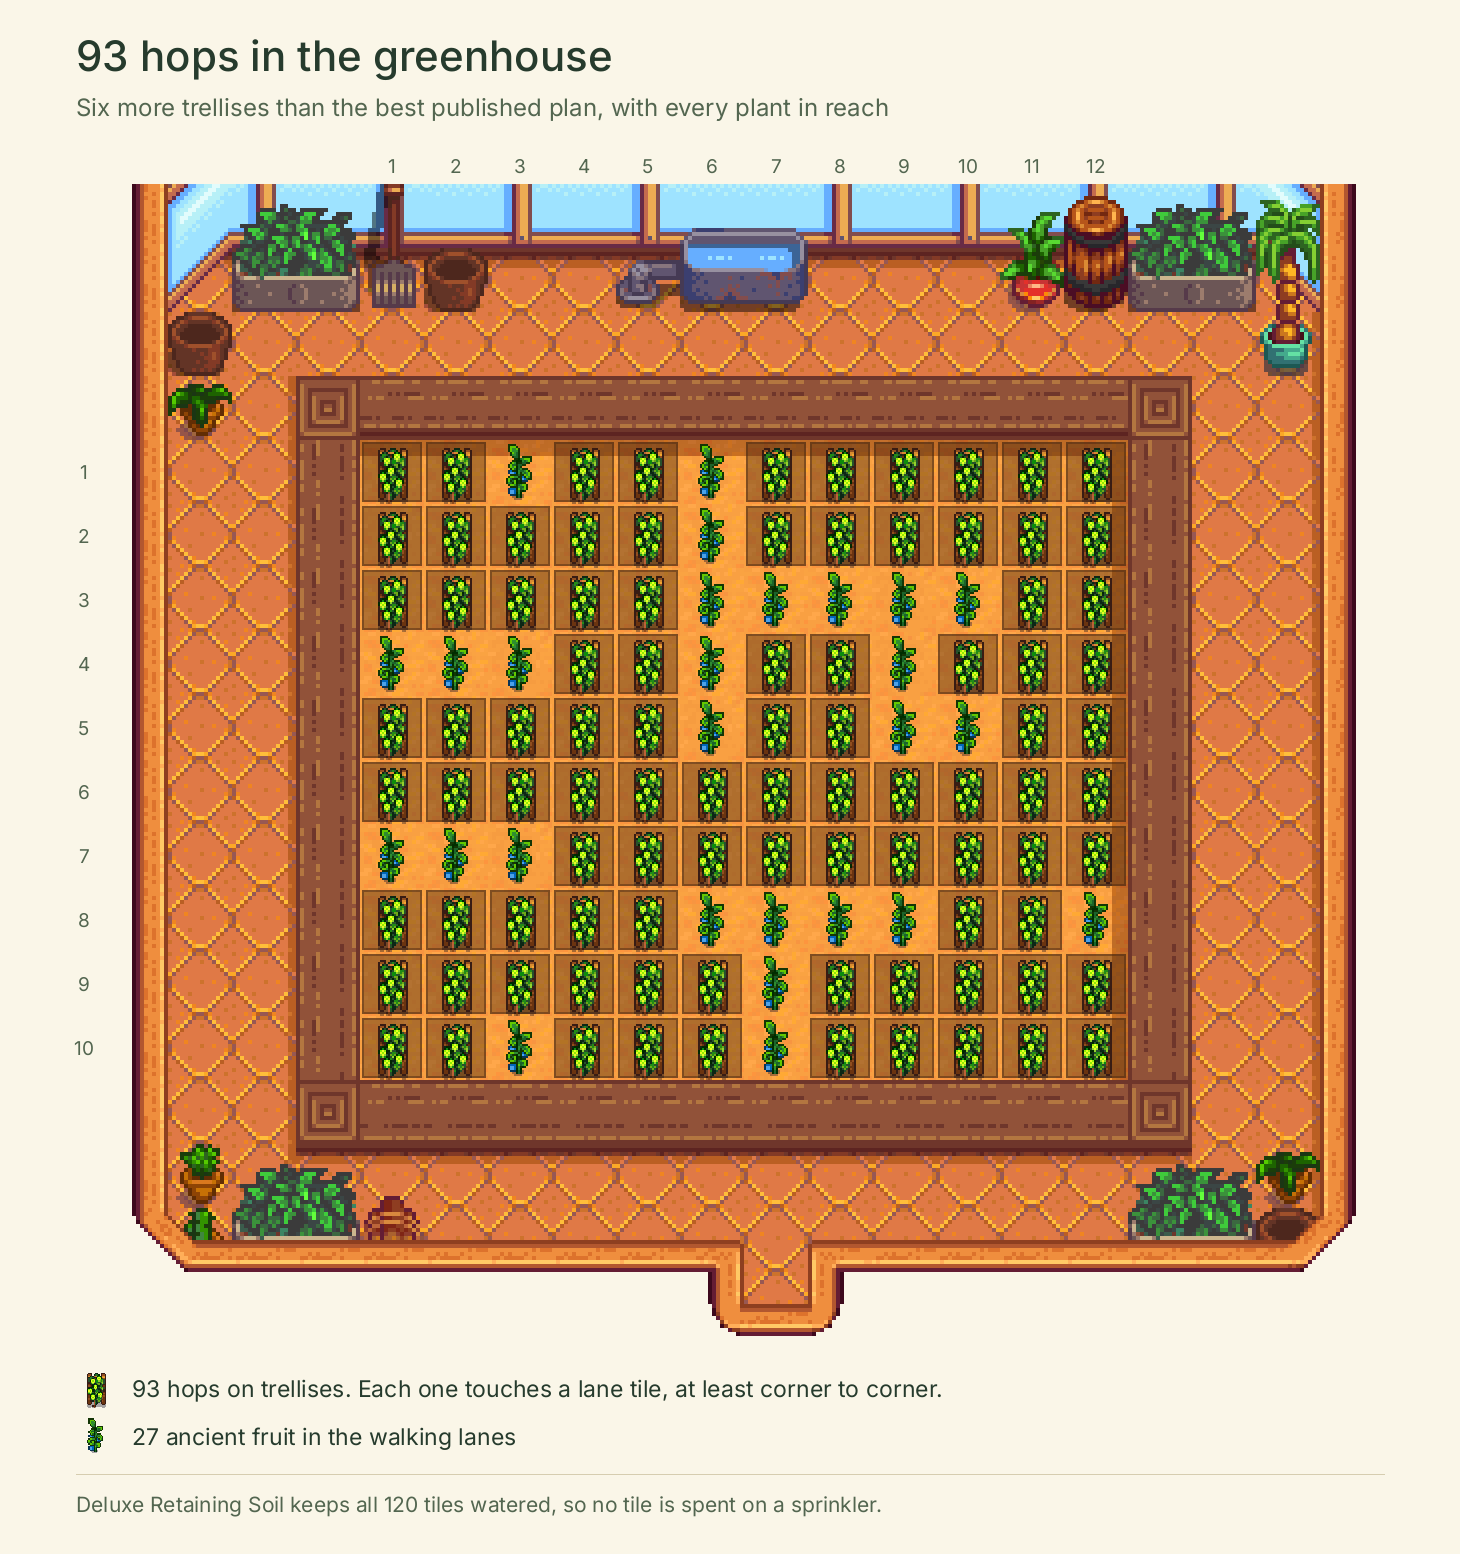 93 hops in the greenhouse
Six more trellises than the best published plan, with every plant in reach
1 2 3 4 5 6 7 8 9 10 11 12
1
2
3
4
5
6
7
8
9
10
93 hops on trellises. Each one touches a lane tile, at least corner to corner.
27 ancient fruit in the walking lanes
Deluxe Retaining Soil keeps all 120 tiles watered, so no tile is spent on a sprinkler.